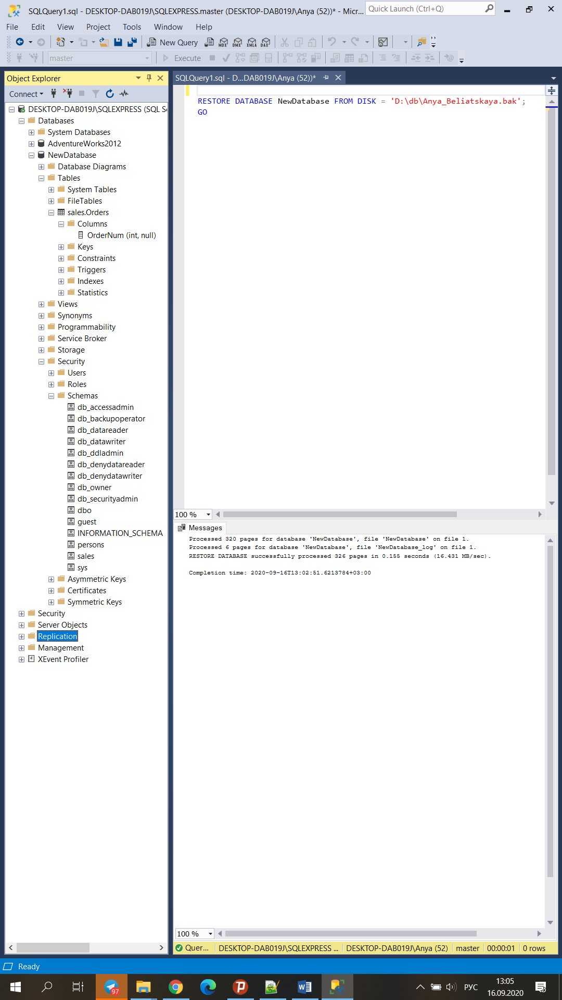 SQLQuery1.sql - DESKTOP-DAB019J\SQLEXPRESS.master (DESKTOP-DAB019J\Anya (52))* - Micr...
Quick Launch (Ctrl+Q)
File Edit View Project Tools Window Help
New Query
MDX DMX XMLA DAX
master
Execute
Object Explorer
SQLQuery1.sql - D...DAB019J\Anya (52))*
Connect
RESTORE DATABASE NewDatabase FROM DISK = 'D:\db\Anya_Beliatskaya.bak';
GO
DESKTOP-DAB019J\SQLEXPRESS (SQL S
Databases
System Databases
AdventureWorks2012
NewDatabase
Database Diagrams
Tables
System Tables
FileTables
sales.Orders
Columns
OrderNum (int, null)
Keys
Constraints
Triggers
Indexes
Statistics
Views
Synonyms
Programmability
Service Broker
Storage
Security
Users
Roles
Schemas
db_accessadmin
db_backupoperator
db_datareader
db_datawriter
db_ddladmin
db_denydatareader
db_denydatawriter
db_owner
db_securityadmin
dbo
guest
INFORMATION_SCHEMA
persons
sales
sys
Asymmetric Keys
Certificates
Symmetric Keys
Security
Server Objects
Replication
Management
XEvent Profiler
100 %
Messages
Processed 320 pages for database 'NewDatabase', file 'NewDatabase' on file 1.
Processed 6 pages for database 'NewDatabase', file 'NewDatabase_log' on file 1.
RESTORE DATABASE successfully processed 326 pages in 0.155 seconds (16.431 MB/sec).
Completion time: 2020-09-16T13:02:51.6213784+03:00
100 %
Quer... DESKTOP-DAB019J\SQLEXPRESS ... DESKTOP-DAB019J\Anya (52) master 00:00:01 0 rows
Ready
97
РУС
13:05
16.09.2020